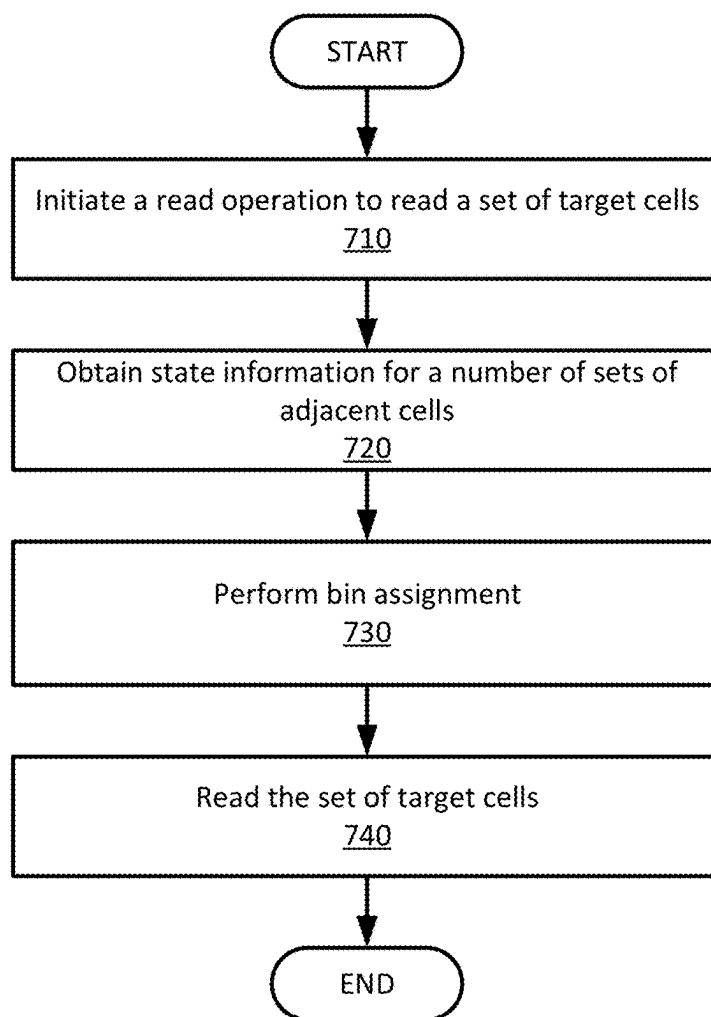 START
Initiate a read operation to read a set of target cells
710
Obtain state information for a number of sets of
adjacent cells
720
Perform bin assignment
730
Read the set of target cells
740
END